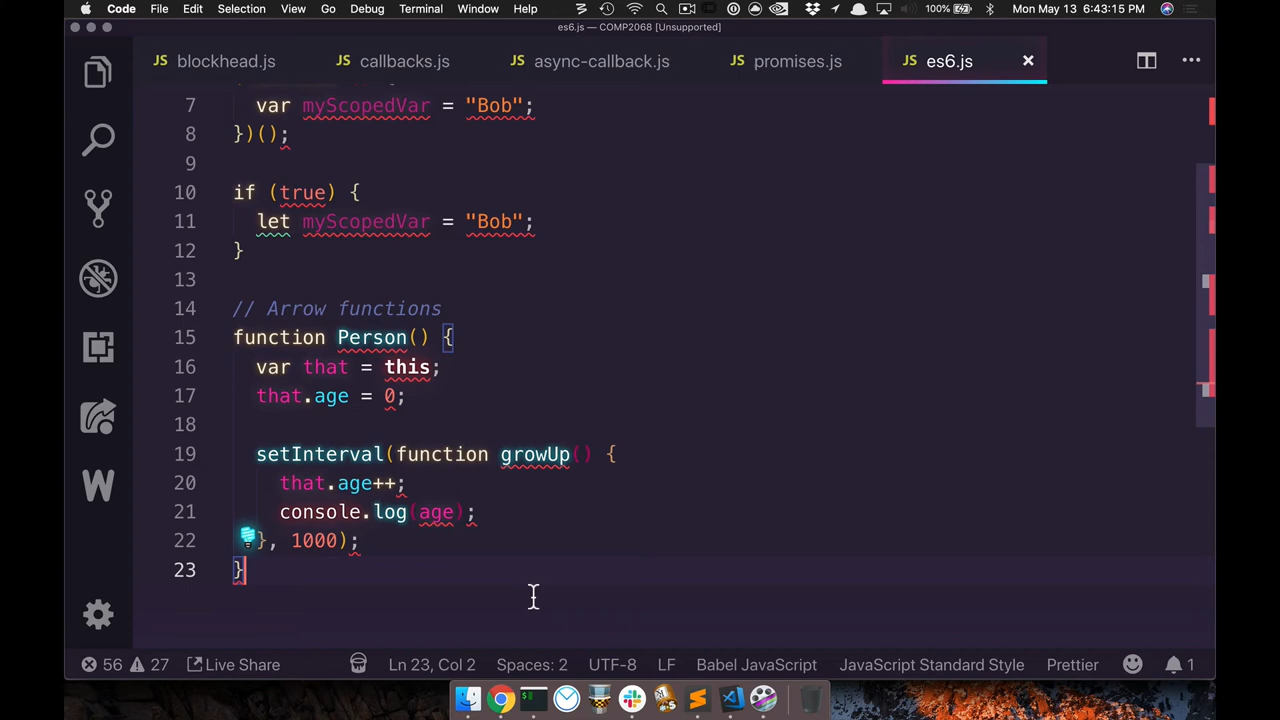 Code File Edit Selection View Go Debug Terminal Window Help 100% Mon May 13 6:43:15 PM
es6.js — COMP2068 [Unsupported]
JS blockhead.js JS callbacks.js JS async-callback.js JS promises.js JS es6.js ×
7 var myScopedVar = "Bob";
8 })();
9
10 if (true) {
11 let myScopedVar = "Bob";
12 }
13
14 // Arrow functions
15 function Person() {
16 var that = this;
17 that.age = 0;
18
19 setInterval(function growUp() {
20 that.age++;
21 console.log(age);
22 }, 1000);
23 }
W
56 27 Live Share Ln 23, Col 2 Spaces: 2 UTF-8 LF Babel JavaScript JavaScript Standard Style Prettier 1